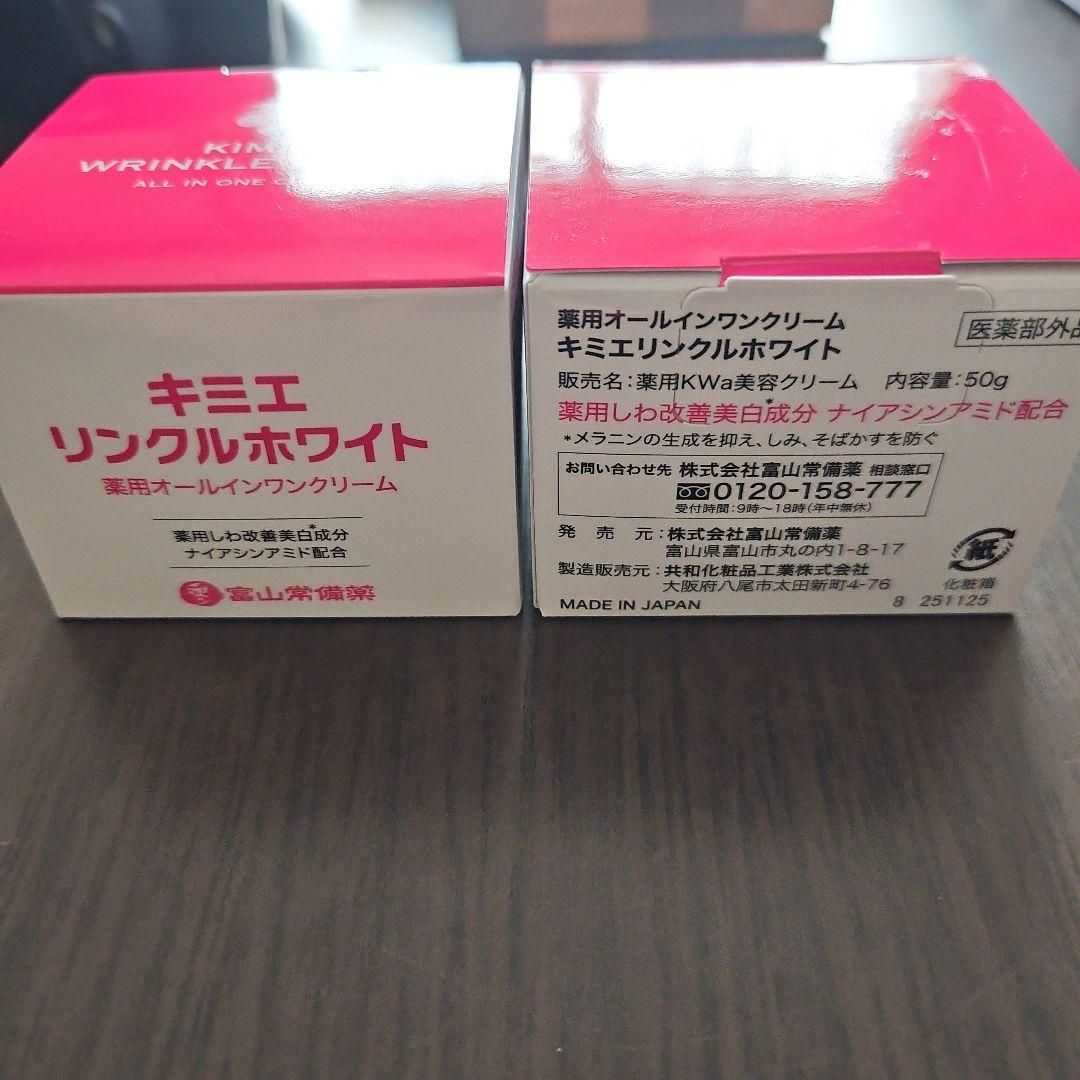 WRINKLE
ALL IN ONE
キミエ
リンクルホワイト
薬用オールインワンクリーム
薬用しわ改善美白*成分
ナイアシンアミド配合
富山常備薬
薬用オールインワンクリーム
キミエリンクルホワイト
医薬部外品
販売名:薬用KWa美容クリーム 内容量:50g
薬用しわ改善美白*成分 ナイアシンアミド配合
*メラニンの生成を抑え、しみ、そばかすを防ぐ
お問い合わせ先 株式会社富山常備薬 相談窓口
0120-158-777
受付時間:9時~18時(年中無休)
発売元:株式会社富山常備薬
富山県富山市丸の内1-8-17
製造販売元:共和化粧品工業株式会社
大阪府八尾市太田新町4-76
紙
化粧箱
MADE IN JAPAN
8 251125